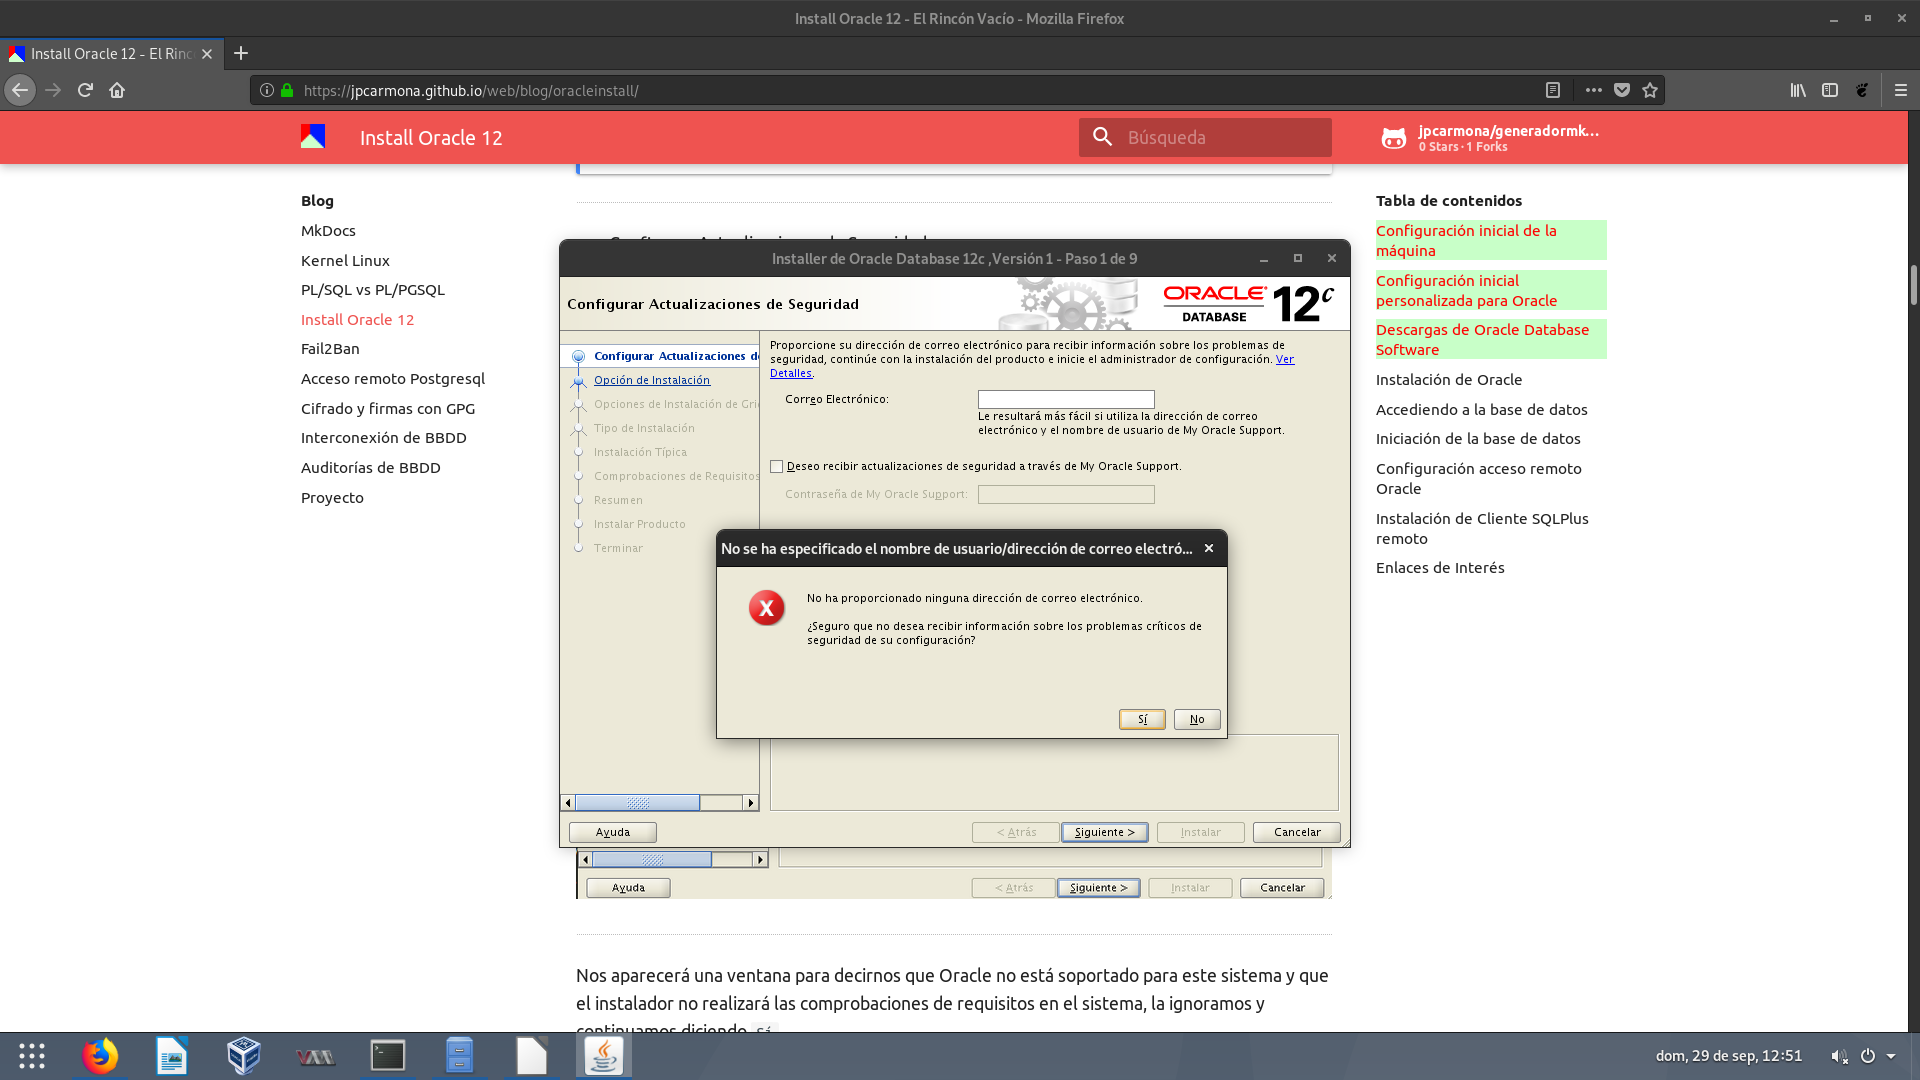 Install Oracle 12 - El Rincón Vacío - Mozilla Firefox
Install Oracle 12 - El Rinc
https://jpcarmona.github.io/web/blog/oracleinstall/
Install Oracle 12
Búsqueda
jpcarmona/generadormk...
0 Stars · 1 Forks
Blog
MkDocs
Kernel Linux
PL/SQL vs PL/PGSQL
Install Oracle 12
Fail2Ban
Acceso remoto Postgresql
Cifrado y firmas con GPG
Interconexión de BBDD
Auditorías de BBDD
Proyecto
Installer de Oracle Database 12c ,Versión 1 - Paso 1 de 9
Configurar Actualizaciones de Seguridad
ORACLE
DATABASE
12c
Configurar Actualizaciones de
Opción de Instalación
Opciones de Instalación de Gri
Tipo de Instalación
Instalación Típica
Comprobaciones de Requisitos
Resumen
Instalar Producto
Terminar
Proporcione su dirección de correo electrónico para recibir información sobre los problemas de
seguridad, continúe con la instalación del producto e inicie el administrador de configuración. Ver
Detalles.
Correo Electrónico:
Le resultará más fácil si utiliza la dirección de correo
electrónico y el nombre de usuario de My Oracle Support.
Deseo recibir actualizaciones de seguridad a través de My Oracle Support.
Contraseña de My Oracle Support:
No se ha especificado el nombre de usuario/dirección de correo electró...
No ha proporcionado ninguna dirección de correo electrónico.
¿Seguro que no desea recibir información sobre los problemas críticos de
seguridad de su configuración?
Sí
No
Ayuda
< Atrás
Siguiente >
Instalar
Cancelar
Ayuda
< Atrás
Siguiente >
Instalar
Cancelar
Nos aparecerá una ventana para decirnos que Oracle no está soportado para este sistema y que
el instalador no realizará las comprobaciones de requisitos en el sistema, la ignoramos y
continuamos diciendo Sí
Tabla de contenidos
Configuración inicial de la
máquina
Configuración inicial
personalizada para Oracle
Descargas de Oracle Database
Software
Instalación de Oracle
Accediendo a la base de datos
Iniciación de la base de datos
Configuración acceso remoto
Oracle
Instalación de Cliente SQLPlus
remoto
Enlaces de Interés
dom, 29 de sep, 12:51